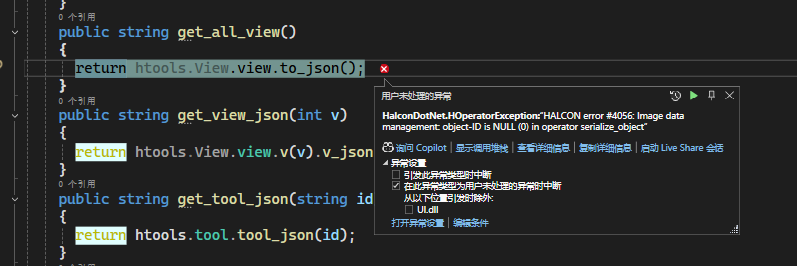 0 个引用
public string get_all_view()
{
return htools.View.view.to_json();
}
0 个引用
public string get_view_json(int v)
{
return htools.View.view.v(v).v_json
}
0 个引用
public string get_tool_json(string id
{
return htools.tool.tool_json(id);
}
0 个引用
用户未处理的异常
HalconDotNet.HOperatorException:"HALCON error #4056: Image data
management: object-ID is NULL (0) in operator serialize_object"
询问 Copilot | 显示调用堆栈 | 查看详细信息 | 复制详细信息 | 启动 Live Share 会话
异常设置
引发此异常类型时中断
在此异常类型为用户未处理的异常时中断
从以下位置引发时除外:
UI.dll
打开异常设置 | 编辑条件